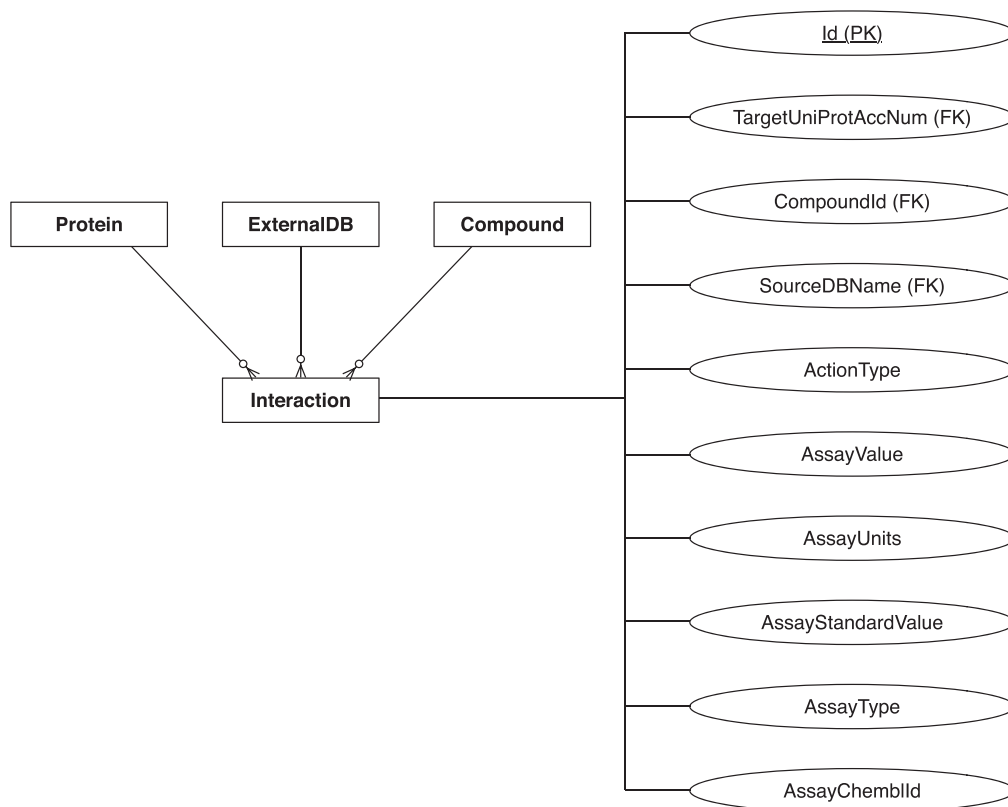 Id (PK)
TargetUniProtAccNum (FK)
CompoundId (FK)
Protein
ExternalDB
Compound
SourceDBName (FK)
ActionType
Interaction
AssayValue
AssayUnits
AssayStandardValue
AssayType
AssayChemblId